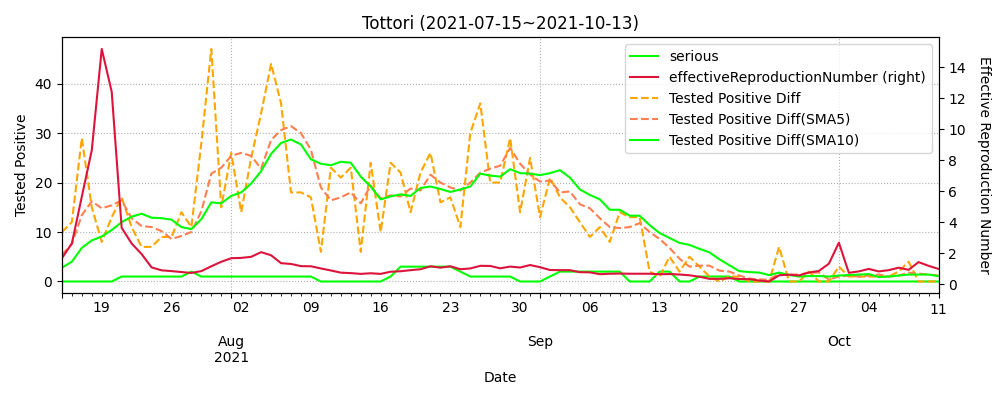 Tottori (2021-07-15~2021-10-13)
serious
effectiveReproductionNumber (right)
Tested Positive Diff
Tested Positive Diff(SMA5)
Tested Positive Diff(SMA10)
Tested Positive
40
30
20
10
0
Effective Reproduction Number
14
12
10
8
6
4
2
0
19 26 02 09 16 23 30 06 13 20 27 04 11
Aug Sep Oct
2021
Date